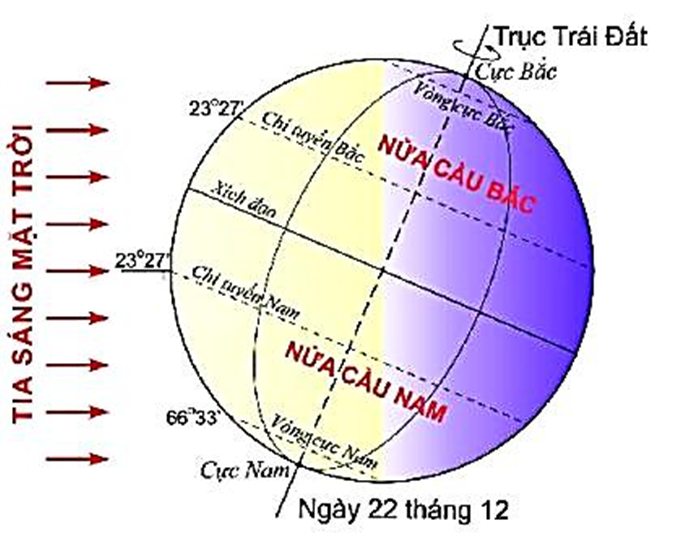 Trục Trái Đất
Cực Bắc
Vòng cực Bắc
23°27'
Chí tuyến Bắc
NỬA CẦU BẮC
Xích đạo
TIA SÁNG MẶT TRỜI
23°27'
Chí tuyến Nam
NỬA CẦU NAM
66°33'
Vòng cực Nam
Cực Nam
Ngày 22 tháng 12